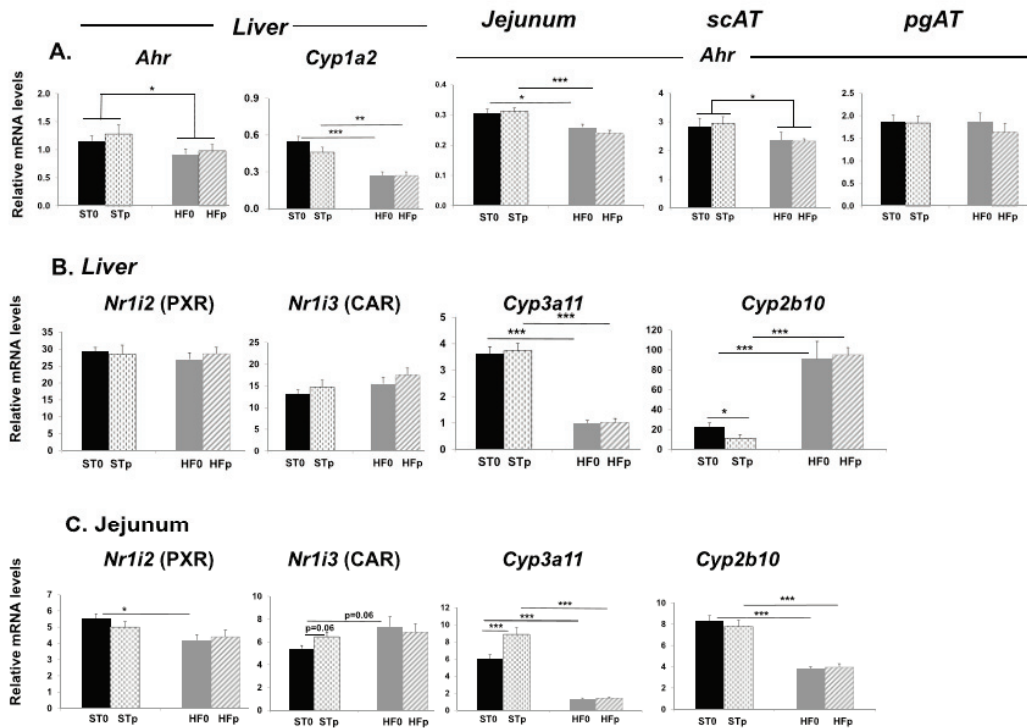 Liver
Jejunum
scAT
pgAT
A.
Ahr
Cyp1a2
Ahr
Relative mRNA levels
2.0
1.5
1.0
0.5
0.0
*
ST0 STp HF0 HFp
0.9
0.6
0.3
0.0
**
***
ST0 STp HF0 HFp
0.4
0.3
0.2
0.1
0.0
***
*
ST0 STp HF0 HFp
5
4
3
2
1
0
*
ST0 STp HF0 HFp
2.5
2.0
1.5
1.0
0.5
0.0
ST0 STp HF0 HFp
B. Liver
Nr1i2 (PXR)
Nr1i3 (CAR)
Cyp3a11
Cyp2b10
Relative mRNA levels
35
30
25
20
15
10
5
0
ST0 STp HF0 HFp
25
20
15
10
5
0
ST0 STp HF0 HFp
5
4
3
2
1
0
***
***
ST0 STp HF0 HFp
120
100
80
60
40
20
0
***
***
*
ST0 STp HF0 HFp
C. Jejunum
Nr1i2 (PXR)
Nr1i3 (CAR)
Cyp3a11
Cyp2b10
Relative mRNA levels
7
6
5
4
3
2
1
0
*
ST0 STp HF0 HFp
10
8
6
4
2
0
p=0.06
p=0.06
ST0 STp HF0 HFp
12
10
8
6
4
2
0
***
***
***
ST0 STp HF0 HFp
10
8
6
4
2
0
***
***
ST0 STp HF0 HFp